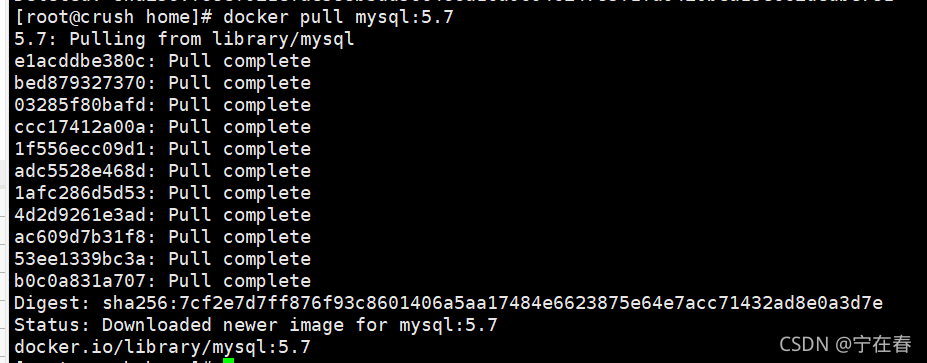 [root@crush home]# docker pull mysql:5.7
5.7: Pulling from library/mysql
e1acddbe380c: Pull complete
bed879327370: Pull complete
03285f80bafd: Pull complete
ccc17412a00a: Pull complete
1f556ecc09d1: Pull complete
adc5528e468d: Pull complete
1afc286d5d53: Pull complete
4d2d9261e3ad: Pull complete
ac609d7b31f8: Pull complete
53ee1339bc3a: Pull complete
b0c0a831a707: Pull complete
Digest: sha256:7cf2e7d7ff876f93c8601406a5aa17484e6623875e64e7acc71432ad8e0a3d7e
Status: Downloaded newer image for mysql:5.7
docker.io/library/mysql:5.7
CSDN @宁在春